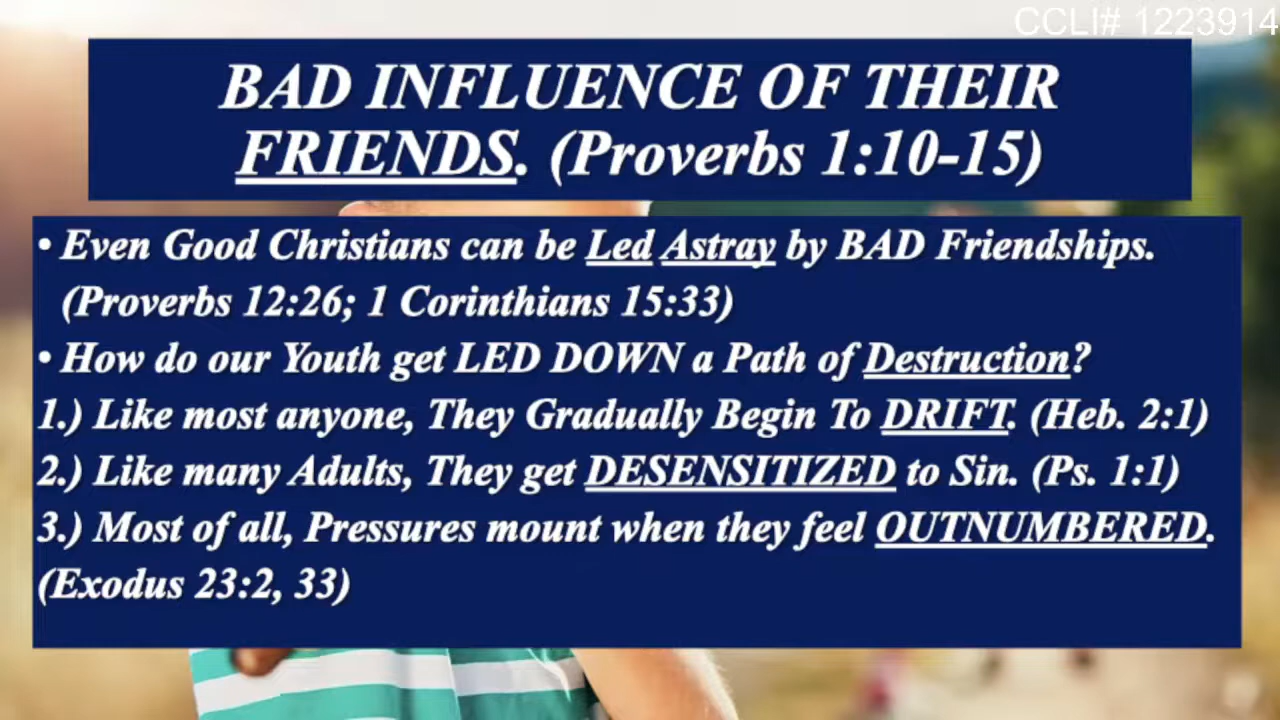 CCLI# 1223914
BAD INFLUENCE OF THEIR
FRIENDS. (Proverbs 1:10-15)
• Even Good Christians can be Led Astray by BAD Friendships.
(Proverbs 12:26; 1 Corinthians 15:33)
• How do our Youth get LED DOWN a Path of Destruction?
1.) Like most anyone, They Gradually Begin To DRIFT. (Heb. 2:1)
2.) Like many Adults, They get DESENSITIZED to Sin. (Ps. 1:1)
3.) Most of all, Pressures mount when they feel OUTNUMBERED.
(Exodus 23:2, 33)